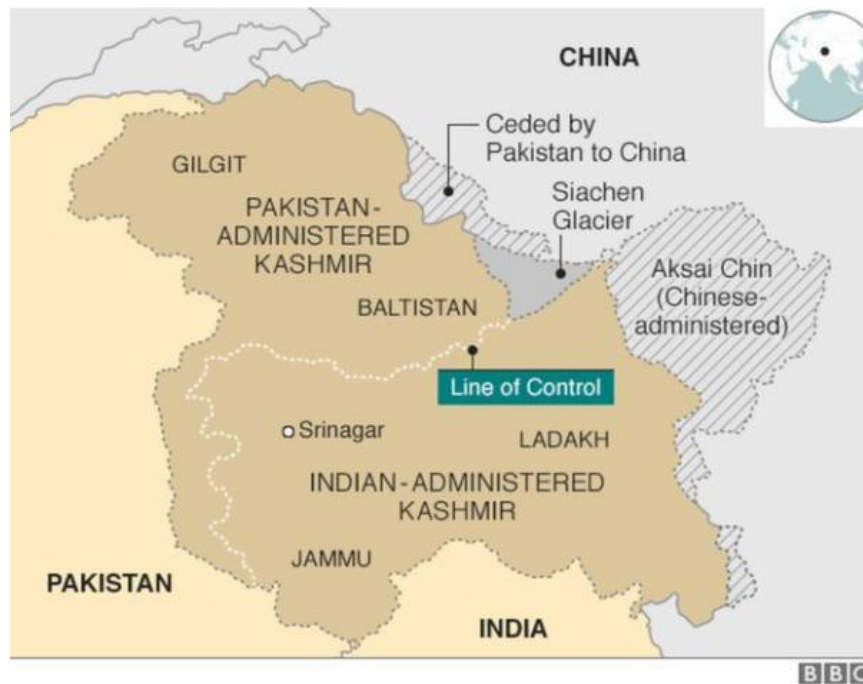 CHINA
Ceded by
Pakistan to China
GILGIT
Siachen
Glacier
PAKISTAN-
ADMINISTERED
KASHMIR
Aksai Chin
(Chinese-
administered)
BALTISTAN
Line of Control
Srinagar
LADAKH
INDIAN-ADMINISTERED
KASHMIR
JAMMU
PAKISTAN
INDIA
BBC